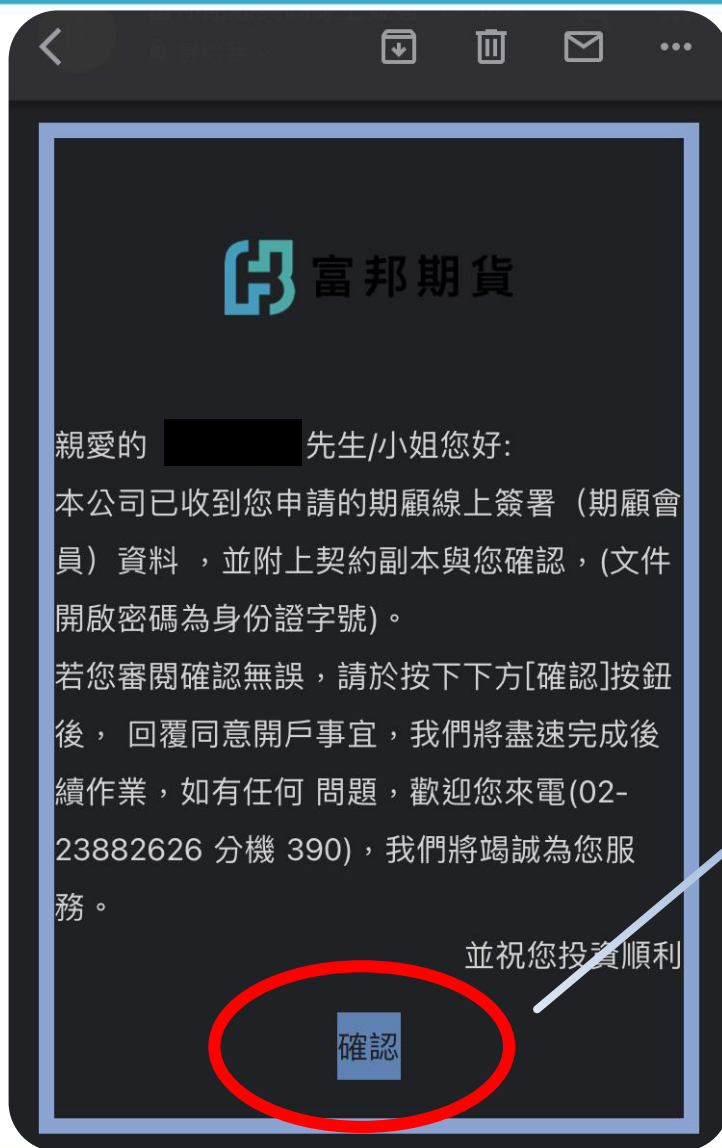 富邦期貨
親愛的 先生/小姐您好:
本公司已收到您申請的期顧線上簽署（期顧會
員）資料 ，並附上契約副本與您確認，(文件
開啟密碼為身份證字號)。
若您審閱確認無誤，請於按下下方[確認]按鈕
後， 回覆同意開戶事宜，我們將盡速完成後
續作業，如有任何 問題，歡迎您來電(02-
23882626 分機 390)，我們將竭誠為您服
務。
並祝您投資順利
確認